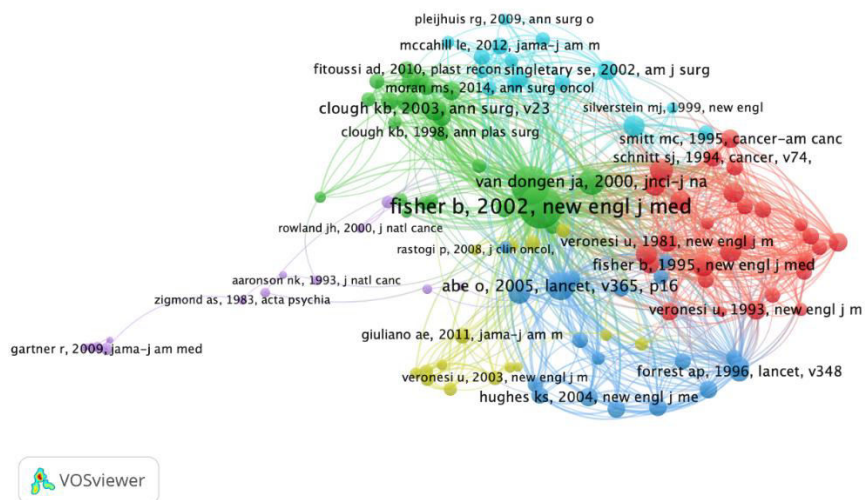 pleijhuis rg, 2009, ann surg o
mccahill le, 2012, jama-j am m
fitoussi ad, 2010, plast recon
singletary se, 2002, am j surg
moran ms, 2014, ann surg oncol
clough kb, 2003, ann surg, v23
silverstein mj, 1999, new engl
clough kb, 1998, ann plas surg
smitt mc, 1995, cancer-am canc
schnitt sj, 1994, cancer, v74,
van dongen ja, 2000, jnci-j na
fisher b, 2002, new engl j med
rowland jh, 2000, j natl cance
rastogi p, 2008, j clin oncol,
veronesi u, 1981, new engl j m
fisher b, 1995, new engl j med
aaronson nk, 1993, j natl canc
abe o, 2005, lancet, v365, p16
zigmond as, 1983, acta psychia
veronesi u, 1993, new engl j m
giuliano ae, 2011, jama-j am m
gartner r, 2009, jama-j am med
forrest ap, 1996, lancet, v348
veronesi u, 2003, new engl j m
hughes ks, 2004, new engl j me
VOSviewer